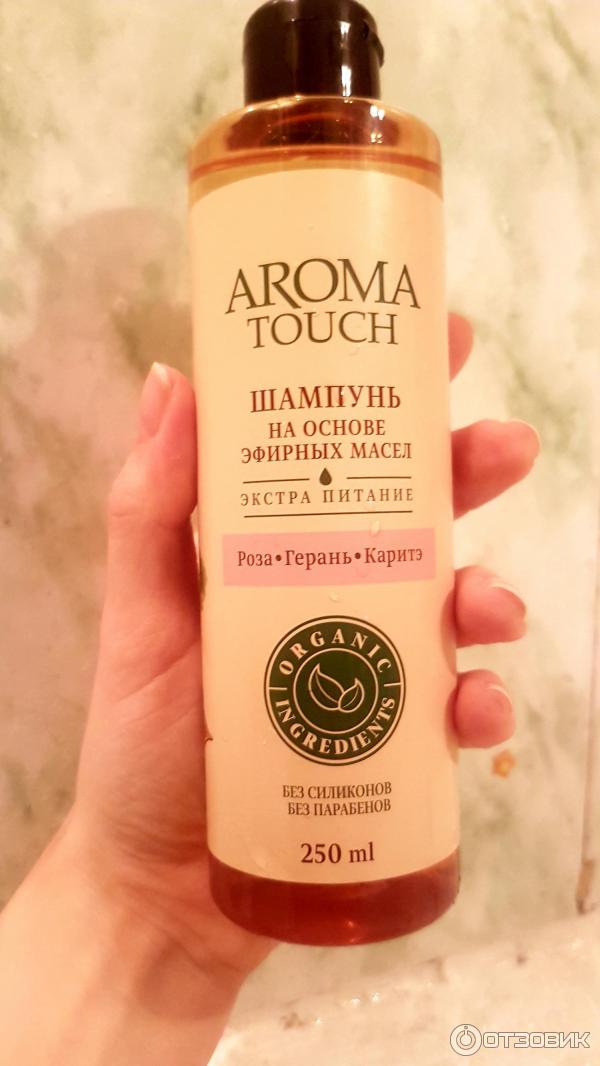 AROMA
TOUCH
ШАМПУНЬ
НА ОСНОВЕ
ЭФИРНЫХ МАСЕЛ
ЭКСТРА ПИТАНИЕ
Роза•Герань•Каритэ
ORGANIC
INGREDIENTS
БЕЗ СИЛИКОНОВ
БЕЗ ПАРАБЕНОВ
250 ml
ОТЗОВИК